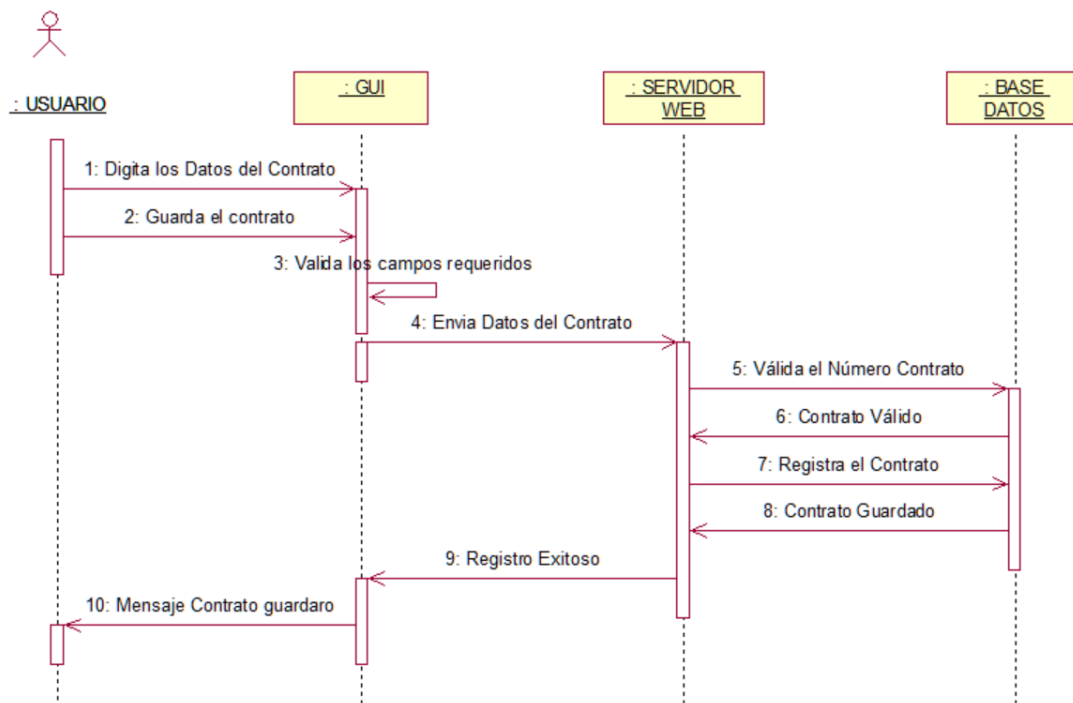 : USUARIO
: GUI
: SERVIDOR
WEB
: BASE
DATOS
1: Digita los Datos del Contrato
2: Guarda el contrato
3: Valida los campos requeridos
4: Envia Datos del Contrato
5: Válida el Número Contrato
6: Contrato Válido
7: Registra el Contrato
8: Contrato Guardado
9: Registro Exitoso
10: Mensaje Contrato guardaro